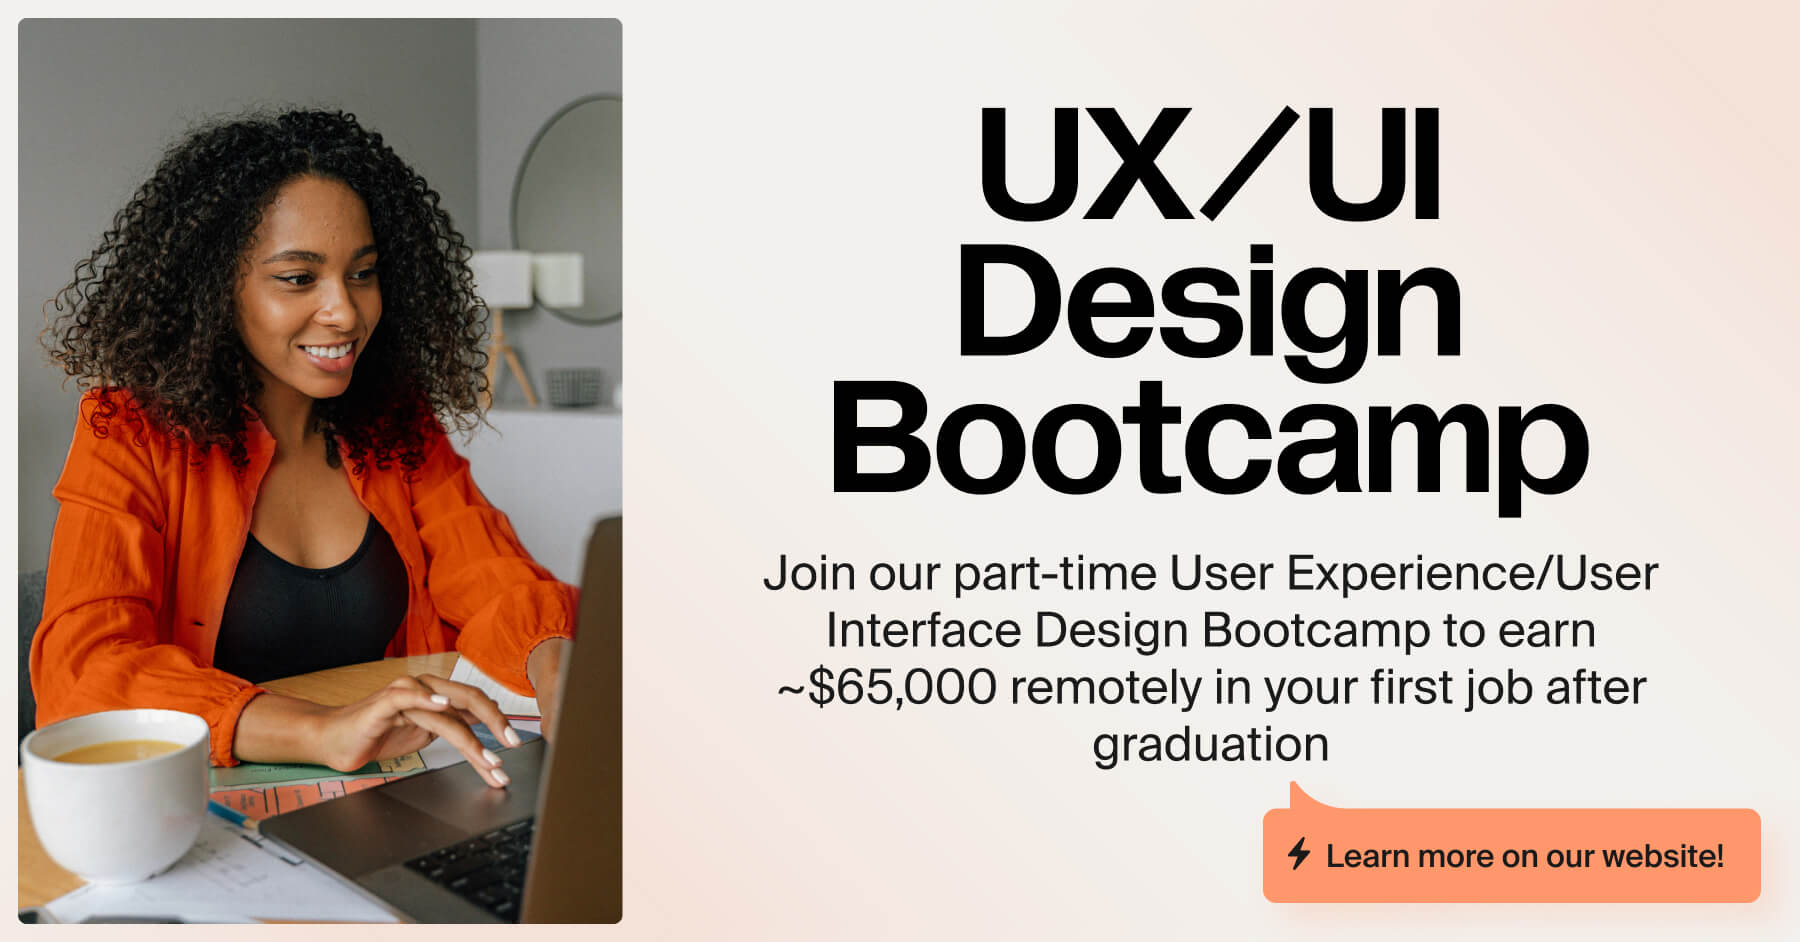 UX/UI
Design
Bootcamp
Join our part-time User Experience/User
Interface Design Bootcamp to earn
~$65,000 remotely in your first job after
graduation
Learn more on our website!